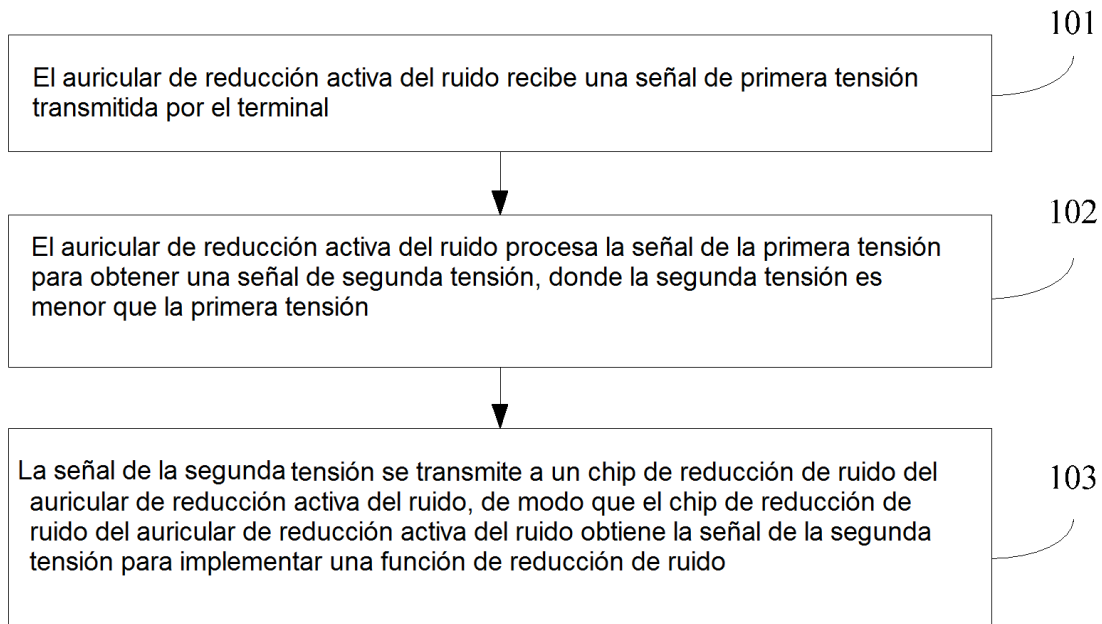 101
El auricular de reducción activa del ruido recibe una señal de primera tensión
transmitida por el terminal
102
El auricular de reducción activa del ruido procesa la señal de la primera tensión
para obtener una señal de segunda tensión, donde la segunda tensión es
menor que la primera tensión
La señal de la segunda tensión se transmite a un chip de reducción de ruido del
103
auricular de reducción activa del ruido, de modo que el chip de reducción de
ruido del auricular de reducción activa del ruido obtiene la señal de la segunda
tensión para implementar una función de reducción de ruido